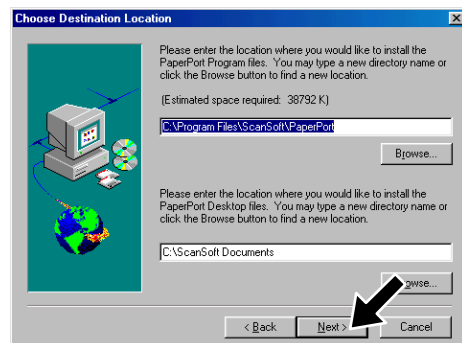 Choose Destination Location
Please enter the location where you would like to install the
PaperPort Program files. You may type a new directory name or
click the Browse button to find a new location.
(Estimated space required: 38792 K)
C:\Program Files\ScanSoft\PaperPort
Browse...
Please enter the location where you would like to install the
PaperPort Desktop files. You may type a new directory name or
click the Browse button to find a new location.
C:\ScanSoft Documents
< Back Next > Cancel